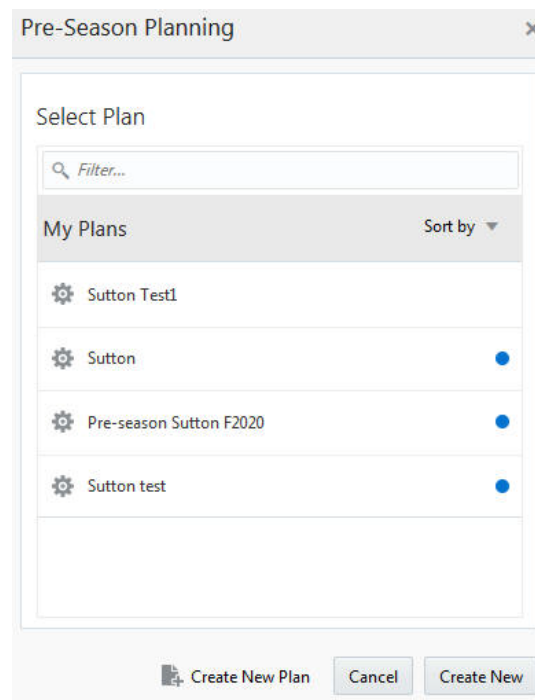 Pre-Season Planning
Select Plan
Filter...
My Plans Sort by
Sutton Test1
Sutton
Pre-season Sutton F2020
Sutton test
Create New Plan Cancel Create New